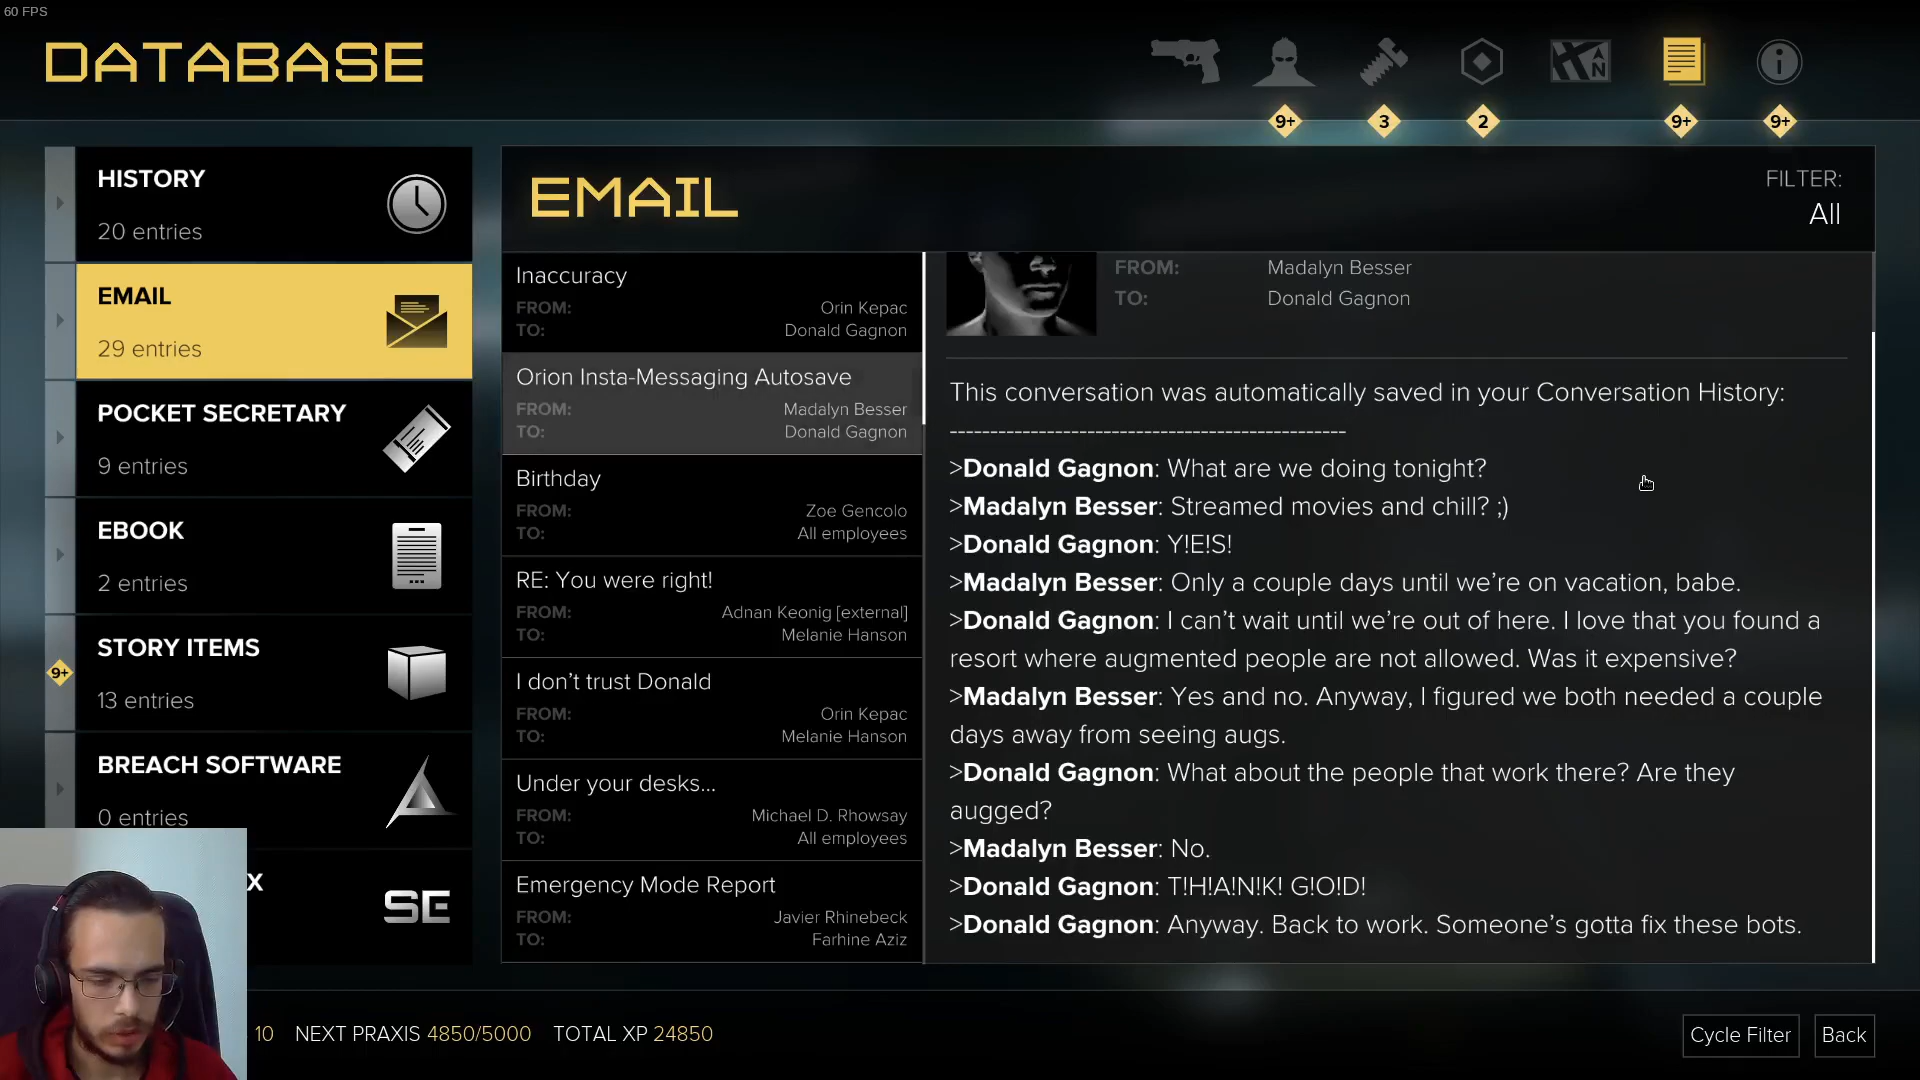 60 FPS
DATABASE
9+
3
2
9+
9+
HISTORY
20 entries
EMAIL
29 entries
POCKET SECRETARY
9 entries
EBOOK
2 entries
STORY ITEMS
9+
13 entries
BREACH SOFTWARE
0 entries
X
SE
EMAIL
FILTER:
All
Inaccuracy
FROM: Orin Kepac
TO: Donald Gagnon
Orion Insta-Messaging Autosave
FROM: Madalyn Besser
TO: Donald Gagnon
Birthday
FROM: Zoe Gencolo
TO: All employees
RE: You were right!
FROM: Adnan Keonig [external]
TO: Melanie Hanson
I don't trust Donald
FROM: Orin Kepac
TO: Melanie Hanson
Under your desks...
FROM: Michael D. Rhowsay
TO: All employees
Emergency Mode Report
FROM: Javier Rhinebeck
TO: Farhine Aziz
FROM: Madalyn Besser
TO: Donald Gagnon
This conversation was automatically saved in your Conversation History:
------------------------------------------------
>Donald Gagnon: What are we doing tonight?
>Madalyn Besser: Streamed movies and chill? ;)
>Donald Gagnon: Y!E!S!
>Madalyn Besser: Only a couple days until we're on vacation, babe.
>Donald Gagnon: I can't wait until we're out of here. I love that you found a
resort where augmented people are not allowed. Was it expensive?
>Madalyn Besser: Yes and no. Anyway, I figured we both needed a couple
days away from seeing augs.
>Donald Gagnon: What about the people that work there? Are they
augged?
>Madalyn Besser: No.
>Donald Gagnon: T!H!A!N!K! G!O!D!
>Donald Gagnon: Anyway. Back to work. Someone's gotta fix these bots.
10 NEXT PRAXIS 4850/5000 TOTAL XP 24850
Cycle Filter
Back